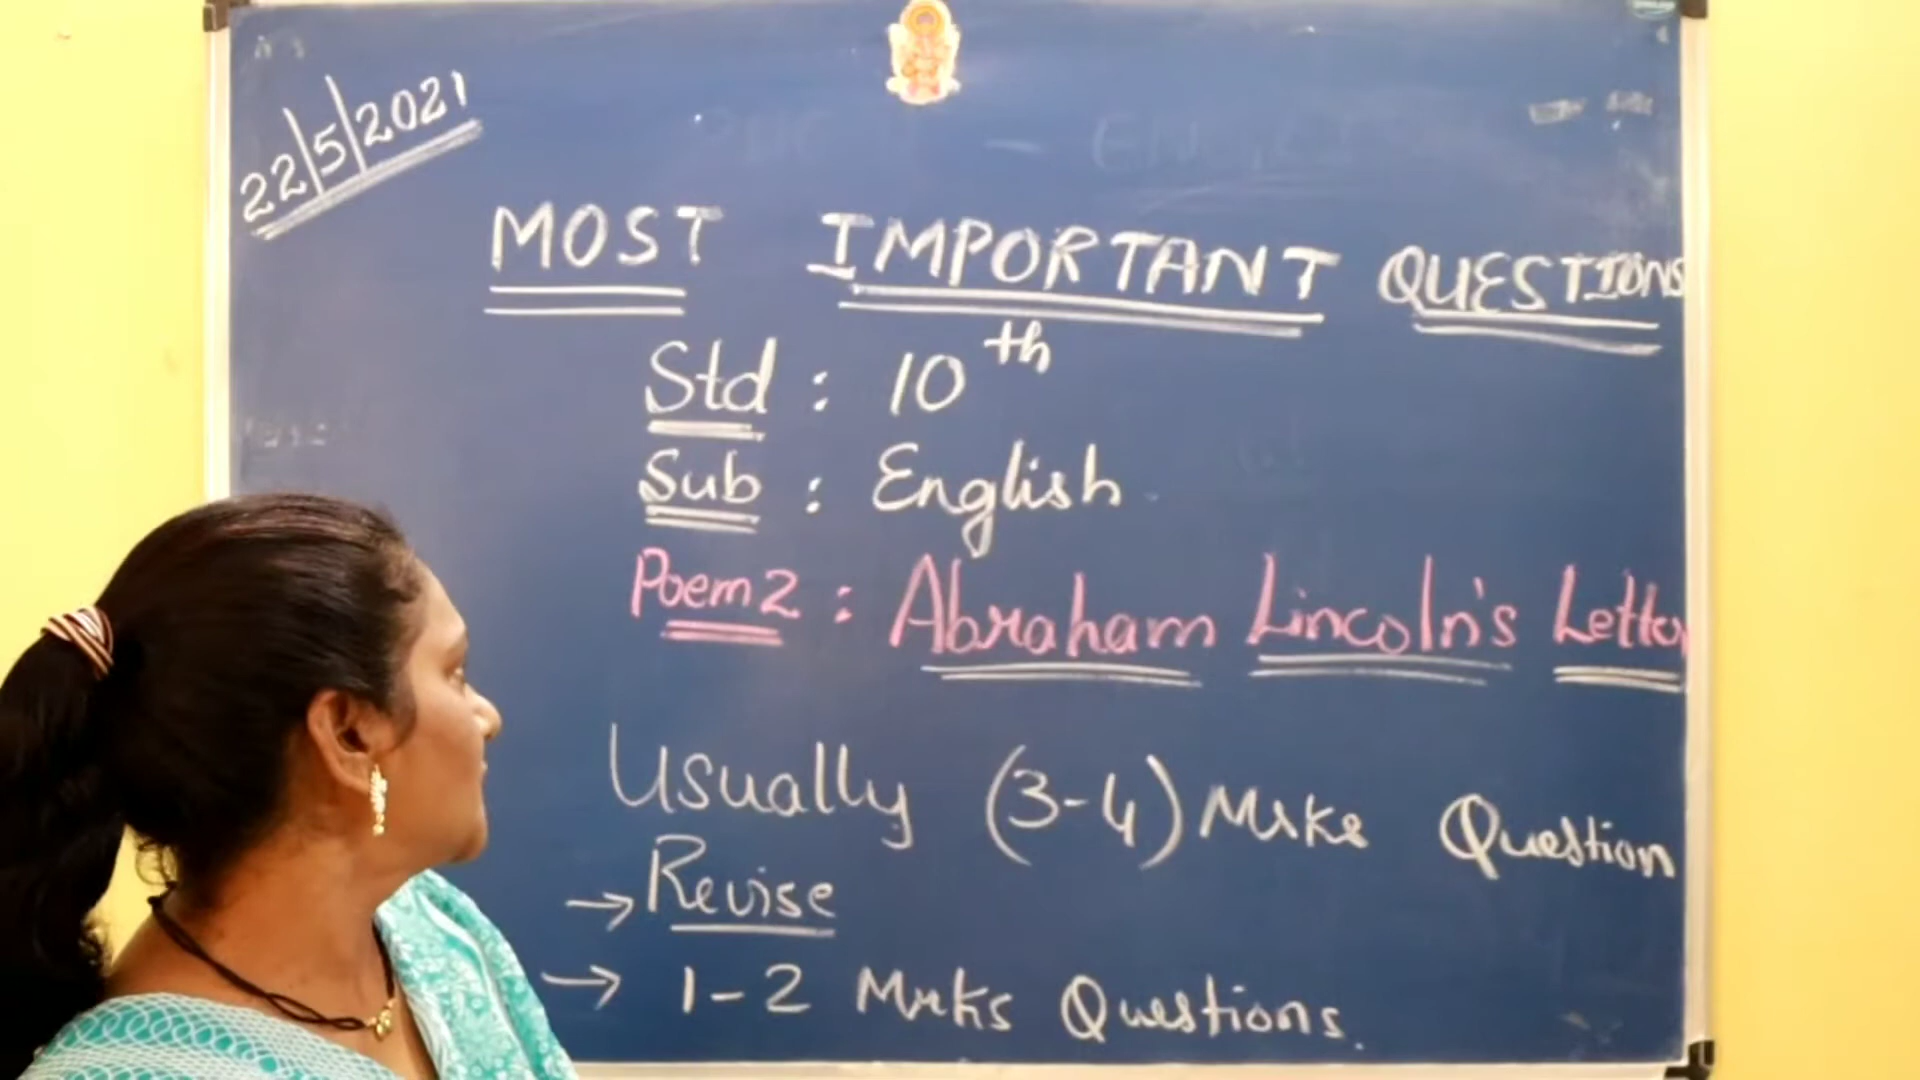 22/5/2021
MOST IMPORTANT QUESTIONS
Std : 10th
Sub : English
Poem 2 : Abraham Lincoln's Letter
Usually (3-4) Mrks Question
→ Revise
→ 1-2 Mrks Questions.